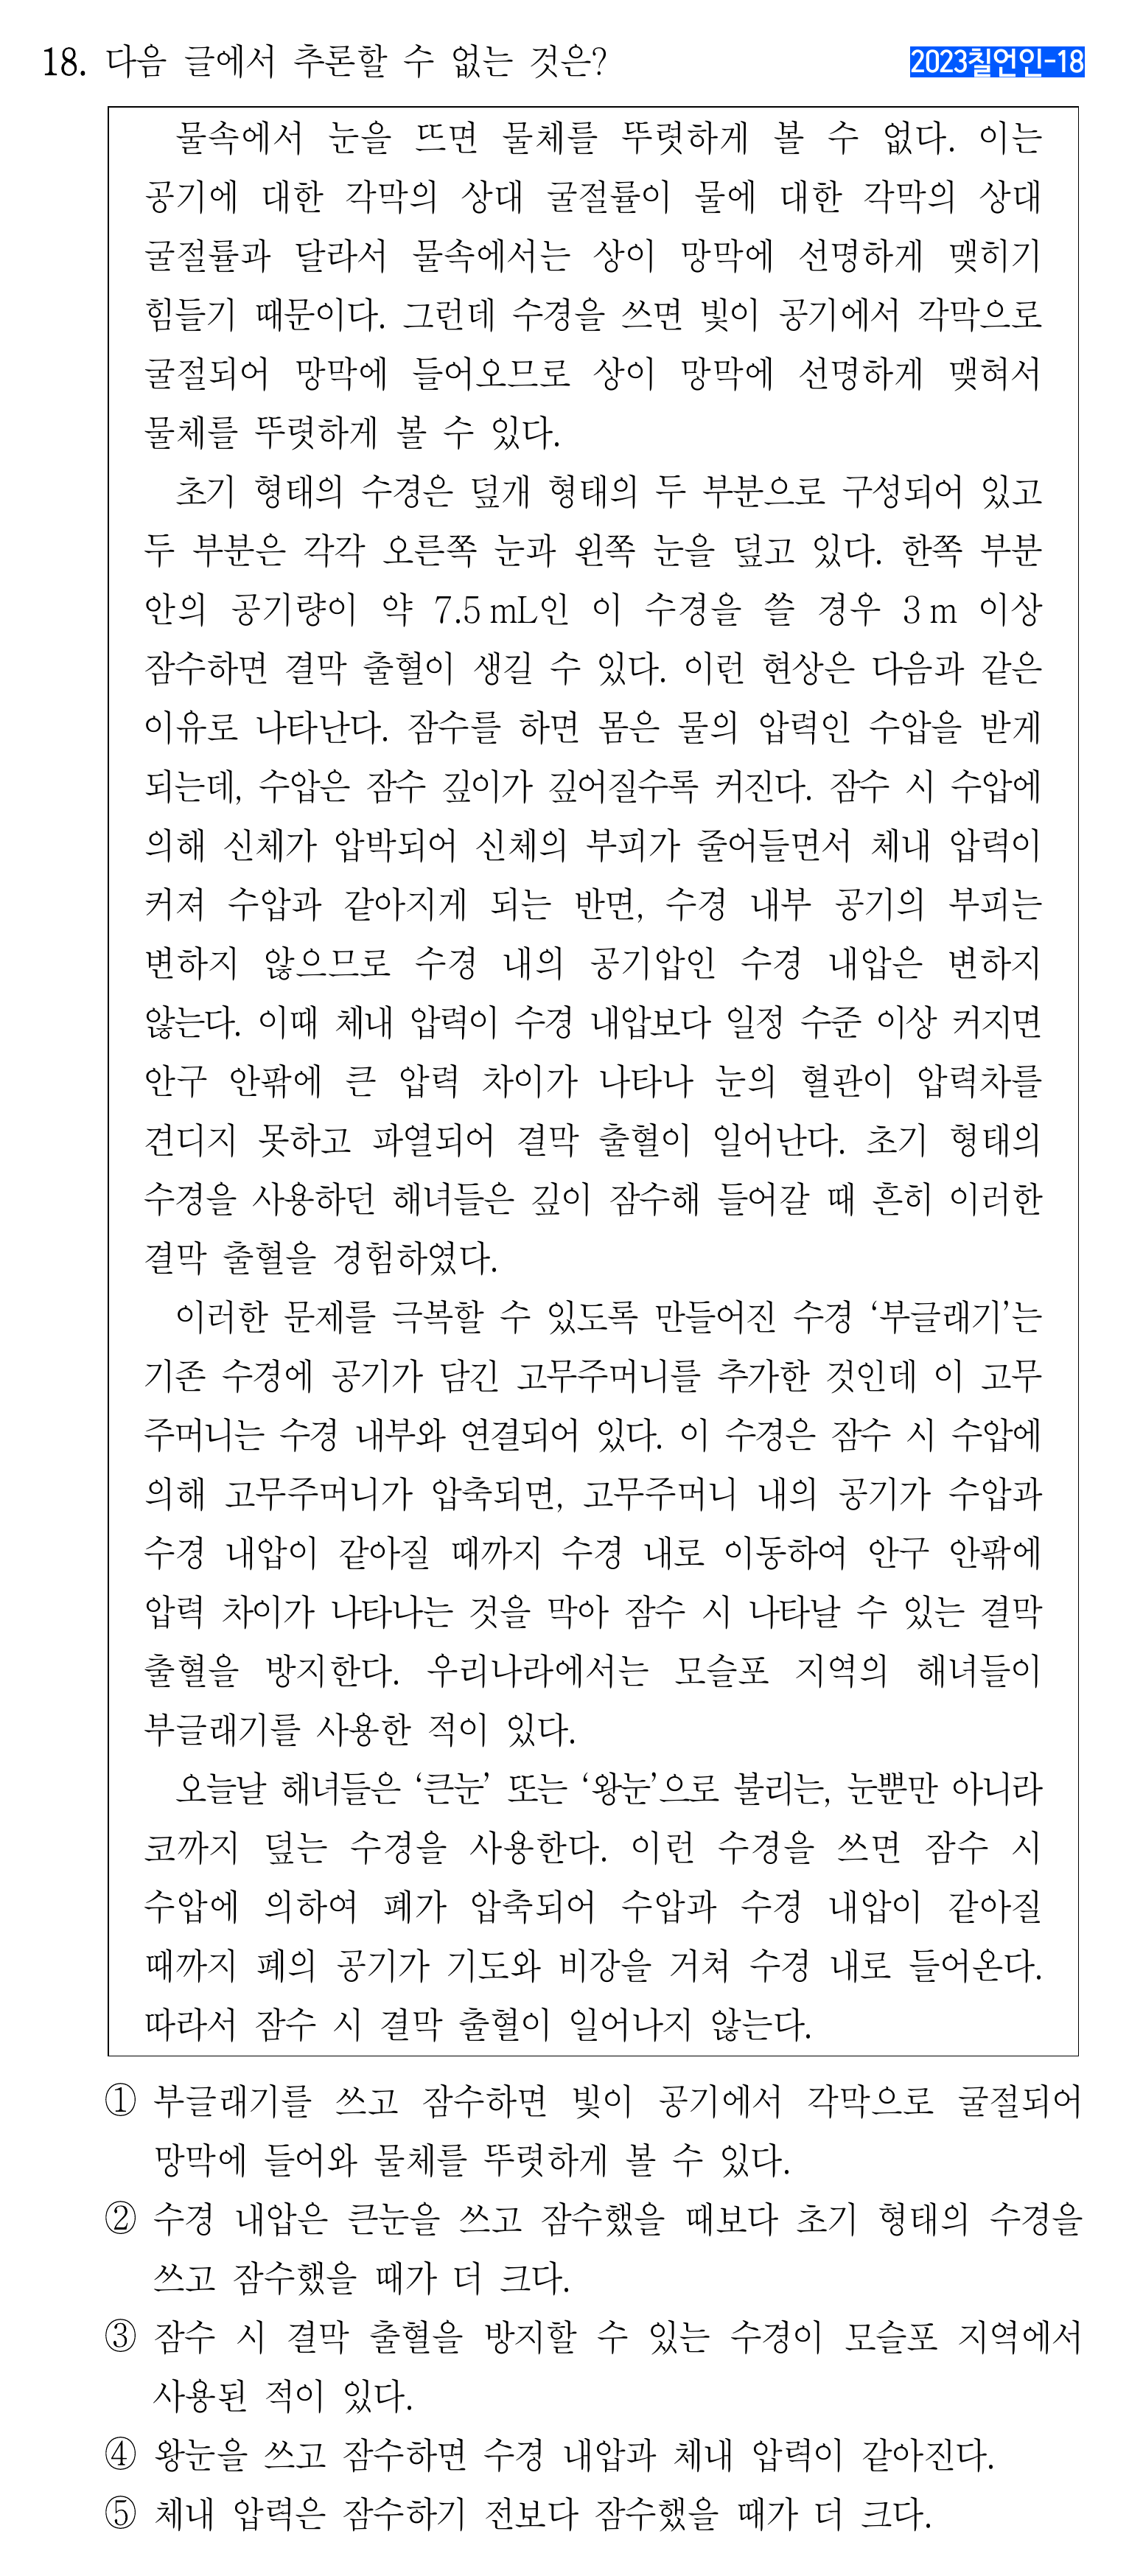 18. 다음 글에서 추론할 수 없는 것은?
2023칠언인-18
물속에서 눈을 뜨면 물체를 뚜렷하게 볼 수 없다. 이는
공기에 대한 각막의 상대 굴절률이 물에 대한 각막의 상대
굴절률과 달라서 물속에서는 상이 망막에 선명하게 맺히기
힘들기 때문이다. 그런데 수경을 쓰면 빛이 공기에서 각막으로
굴절되어 망막에 들어오므로 상이 망막에 선명하게 맺혀서
물체를 뚜렷하게 볼 수 있다.
초기 형태의 수경은 덮개 형태의 두 부분으로 구성되어 있고
두 부분은 각각 오른쪽 눈과 왼쪽 눈을 덮고 있다. 한쪽 부분
안의 공기량이 약 7.5 mL인 이 수경을 쓸 경우 3 m 이상
잠수하면 결막 출혈이 생길 수 있다. 이런 현상은 다음과 같은
이유로 나타난다. 잠수를 하면 몸은 물의 압력인 수압을 받게
되는데, 수압은 잠수 깊이가 깊어질수록 커진다. 잠수 시 수압에
의해 신체가 압박되어 신체의 부피가 줄어들면서 체내 압력이
커져 수압과 같아지게 되는 반면, 수경 내부 공기의 부피는
변하지 않으므로 수경 내의 공기압인 수경 내압은 변하지
않는다. 이때 체내 압력이 수경 내압보다 일정 수준 이상 커지면
안구 안팎에 큰 압력 차이가 나타나 눈의 혈관이 압력차를
견디지 못하고 파열되어 결막 출혈이 일어난다. 초기 형태의
수경을 사용하던 해녀들은 깊이 잠수해 들어갈 때 흔히 이러한
결막 출혈을 경험하였다.
이러한 문제를 극복할 수 있도록 만들어진 수경 ‘부글래기’는
기존 수경에 공기가 담긴 고무주머니를 추가한 것인데 이 고무
주머니는 수경 내부와 연결되어 있다. 이 수경은 잠수 시 수압에
의해 고무주머니가 압축되면, 고무주머니 내의 공기가 수압과
수경 내압이 같아질 때까지 수경 내로 이동하여 안구 안팎에
압력 차이가 나타나는 것을 막아 잠수 시 나타날 수 있는 결막
출혈을 방지한다. 우리나라에서는 모슬포 지역의 해녀들이
부글래기를 사용한 적이 있다.
오늘날 해녀들은 ‘큰눈’ 또는 ‘왕눈’으로 불리는, 눈뿐만 아니라
코까지 덮는 수경을 사용한다. 이런 수경을 쓰면 잠수 시
수압에 의하여 폐가 압축되어 수압과 수경 내압이 같아질
때까지 폐의 공기가 기도와 비강을 거쳐 수경 내로 들어온다.
따라서 잠수 시 결막 출혈이 일어나지 않는다.
① 부글래기를 쓰고 잠수하면 빛이 공기에서 각막으로 굴절되어
망막에 들어와 물체를 뚜렷하게 볼 수 있다.
② 수경 내압은 큰눈을 쓰고 잠수했을 때보다 초기 형태의 수경을
쓰고 잠수했을 때가 더 크다.
③ 잠수 시 결막 출혈을 방지할 수 있는 수경이 모슬포 지역에서
사용된 적이 있다.
④ 왕눈을 쓰고 잠수하면 수경 내압과 체내 압력이 같아진다.
⑤ 체내 압력은 잠수하기 전보다 잠수했을 때가 더 크다.